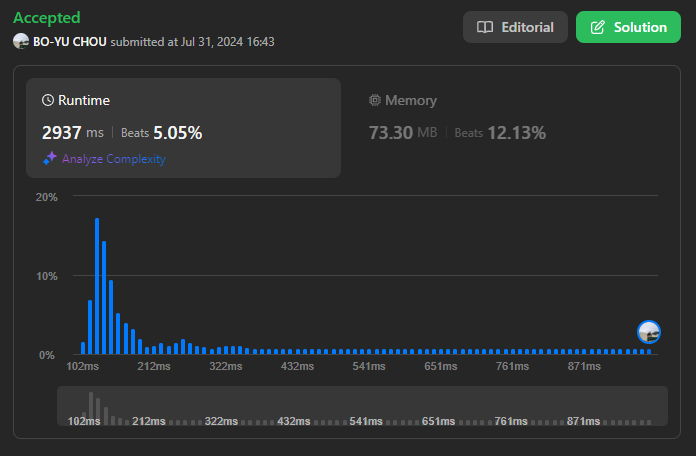 Accepted
BO-YU CHOU submitted at Jul 31, 2024 16:43
Editorial
Solution
Runtime
2937 ms | Beats 5.05%
Analyze Complexity
Memory
73.30 MB | Beats 12.13%
20%
10%
0%
102ms 212ms 322ms 432ms 541ms 651ms 761ms 871ms
102ms 212ms 322ms 432ms 541ms 651ms 761ms 871ms